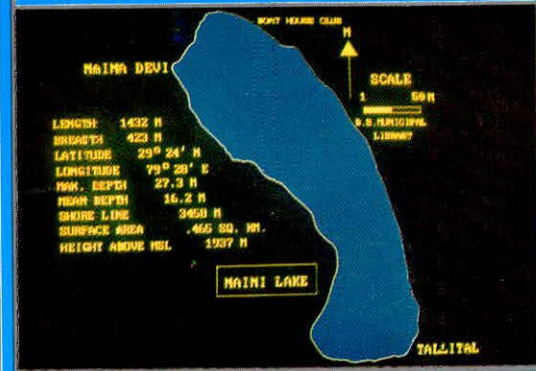 BOAT HOUSE CLUB
N
NAINA DEVI
SCALE
1 50 M
D.S.MUNICIPAL
LIBRARY
LENGTH 1432 M
BREADTH 423 M
LATITUDE 29° 24' N
LONGITUDE 79° 28' E
MAX. DEPTH 27.3 M
MEAN DEPTH 16.2 M
SHORE LINE 3458 M
SURFACE AREA .465 SQ. KM.
HEIGHT ABOVE MSL 1937 M
NAINI LAKE
TALLITAL